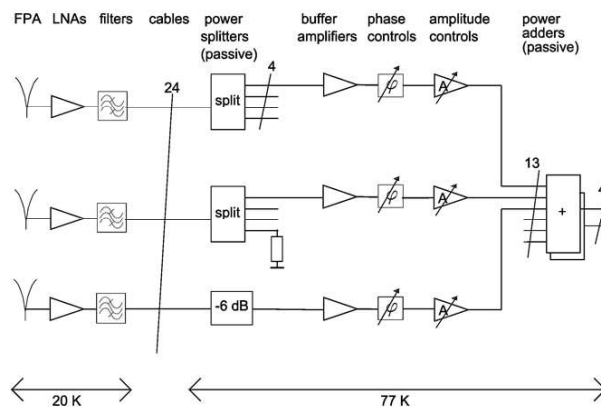 FPA LNAs filters cables power splitters (passive) buffer amplifiers phase controls amplitude controls power adders (passive)
24
4
split
φ
A
13
4
split
φ
A
+
-6 dB
φ
A
20 K
77 K